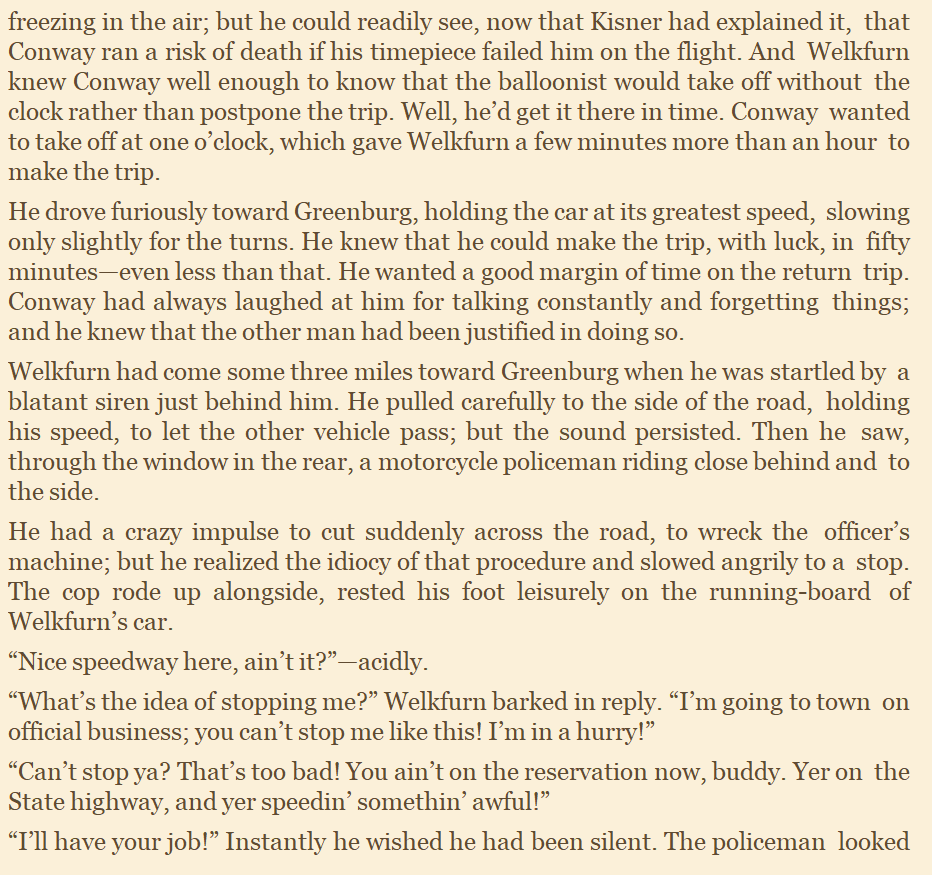 freezing in the air; but he could readily see, now that Kisner had explained it, that
Conway ran a risk of death if his timepiece failed him on the flight. And Welkfurn
knew Conway well enough to know that the balloonist would take off without the
clock rather than postpone the trip. Well, he’d get it there in time. Conway wanted
to take off at one o’clock, which gave Welkfurn a few minutes more than an hour to
make the trip.
He drove furiously toward Greenburg, holding the car at its greatest speed, slowing
only slightly for the turns. He knew that he could make the trip, with luck, in fifty
minutes—even less than that. He wanted a good margin of time on the return trip.
Conway had always laughed at him for talking constantly and forgetting things;
and he knew that the other man had been justified in doing so.
Welkfurn had come some three miles toward Greenburg when he was startled by a
blatant siren just behind him. He pulled carefully to the side of the road, holding
his speed, to let the other vehicle pass; but the sound persisted. Then he saw,
through the window in the rear, a motorcycle policeman riding close behind and to
the side.
He had a crazy impulse to cut suddenly across the road, to wreck the officer’s
machine; but he realized the idiocy of that procedure and slowed angrily to a stop.
The cop rode up alongside, rested his foot leisurely on the running-board of
Welkfurn’s car.
“Nice speedway here, ain’t it?”—acidly.
“What’s the idea of stopping me?” Welkfurn barked in reply. “I’m going to town on
official business; you can’t stop me like this! I’m in a hurry!”
“Can’t stop ya? That’s too bad! You ain’t on the reservation now, buddy. Yer on the
State highway, and yer speedin’ somethin’ awful!”
“I’ll have your job!” Instantly he wished he had been silent. The policeman looked